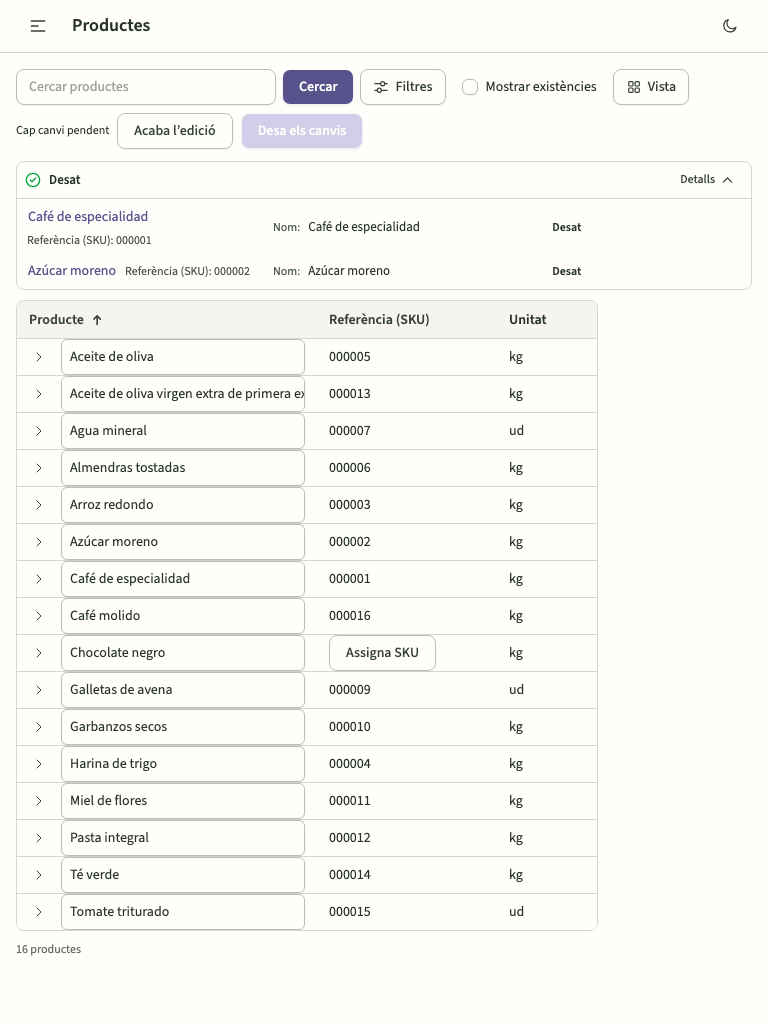 Productes
Cercar productes
Cercar
Filtres
Mostrar existències
Vista
Cap canvi pendent
Acaba l’edició
Desa els canvis
Desat
Detalls
Café de especialidad
Referència (SKU): 000001
Nom: Café de especialidad
Desat
Azúcar moreno Referència (SKU): 000002
Nom: Azúcar moreno
Desat
Producte Referència (SKU) Unitat
Aceite de oliva 000005 kg
Aceite de oliva virgen extra de primera ex 000013 kg
Agua mineral 000007 ud
Almendras tostadas 000006 kg
Arroz redondo 000003 kg
Azúcar moreno 000002 kg
Café de especialidad 000001 kg
Café molido 000016 kg
Chocolate negro Assigna SKU kg
Galletas de avena 000009 ud
Garbanzos secos 000010 kg
Harina de trigo 000004 kg
Miel de flores 000011 kg
Pasta integral 000012 kg
Té verde 000014 kg
Tomate triturado 000015 ud
16 productes